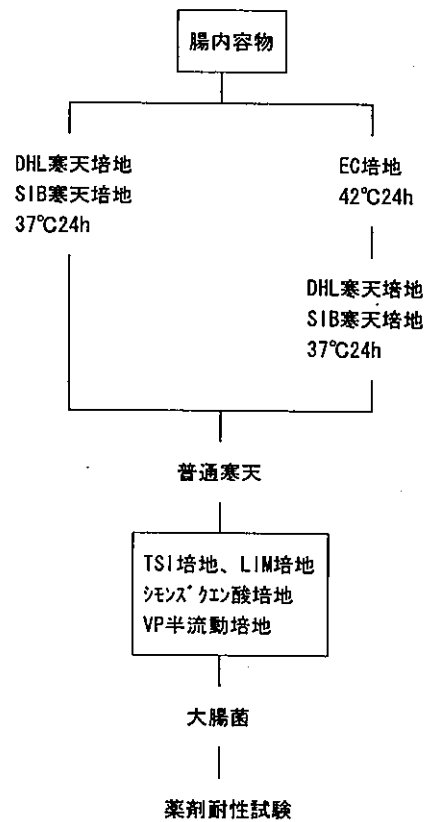 腸内容物
DHL寒天培地
SIB寒天培地
37℃24h
EC培地
42℃24h
DHL寒天培地
SIB寒天培地
37℃24h
普通寒天
TSI培地、LIM培地
シモンズクエン酸培地
VP半流動培地
大腸菌
薬剤耐性試験